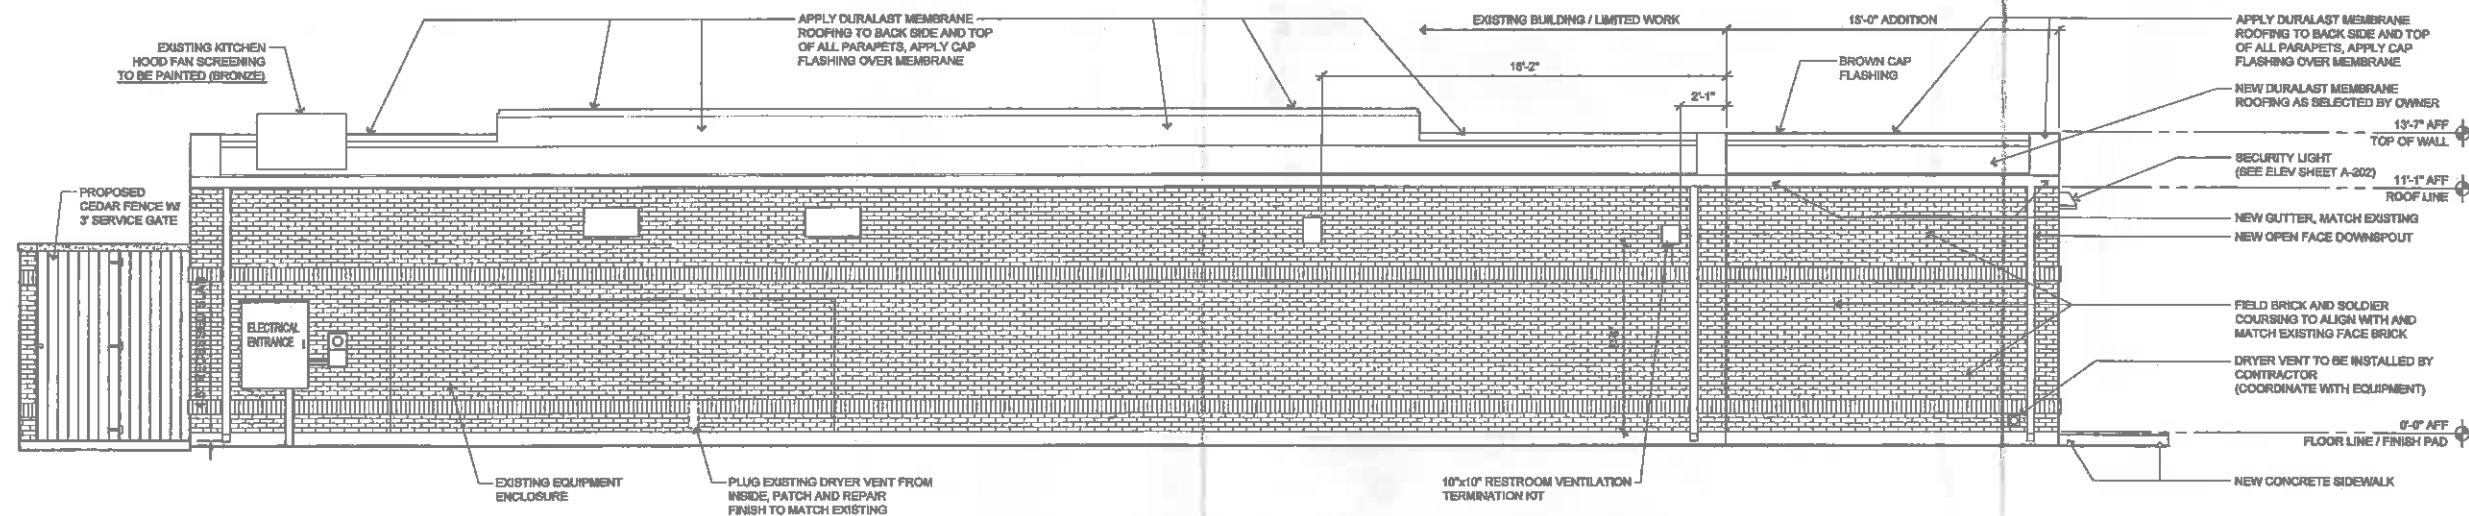 EXISTING KITCHEN
HOOD FAN SCREENING
TO BE PAINTED (BRONZE)
APPLY DURALAST MEMBRANE
ROOFING TO BACK SIDE AND TOP
OF ALL PARAPETS, APPLY CAP
FLASHING OVER MEMBRANE
EXISTING BUILDING / LIMITED WORK
15'-0" ADDITION
18'-2"
2'-1"
BROWN CAP
FLASHING
APPLY DURALAST MEMBRANE
ROOFING TO BACK SIDE AND TOP
OF ALL PARAPETS, APPLY CAP
FLASHING OVER MEMBRANE
NEW DURALAST MEMBRANE
ROOFING AS SELECTED BY OWNER
13'-7" AFF
TOP OF WALL
SECURITY LIGHT
(SEE ELEV SHEET A-202)
11'-1" AFF
ROOF LINE
NEW GUTTER, MATCH EXISTING
NEW OPEN FACE DOWNSPOUT
FIELD BRICK AND SOLDIER
COURSING TO ALIGN WITH AND
MATCH EXISTING FACE BRICK
DRYER VENT TO BE INSTALLED BY
CONTRACTOR
(COORDINATE WITH EQUIPMENT)
0'-0" AFF
FLOOR LINE / FINISH PAD
NEW CONCRETE SIDEWALK
PROPOSED
CEDAR FENCE W/
3' SERVICE GATE
RECESSED
ELECTRICAL
ENTRANCE
EXISTING EQUIPMENT
ENCLOSURE
PLUG EXISTING DRYER VENT FROM
INSIDE, PATCH AND REPAIR
FINISH TO MATCH EXISTING
10"x10" RESTROOM VENTILATION
TERMINATION KIT